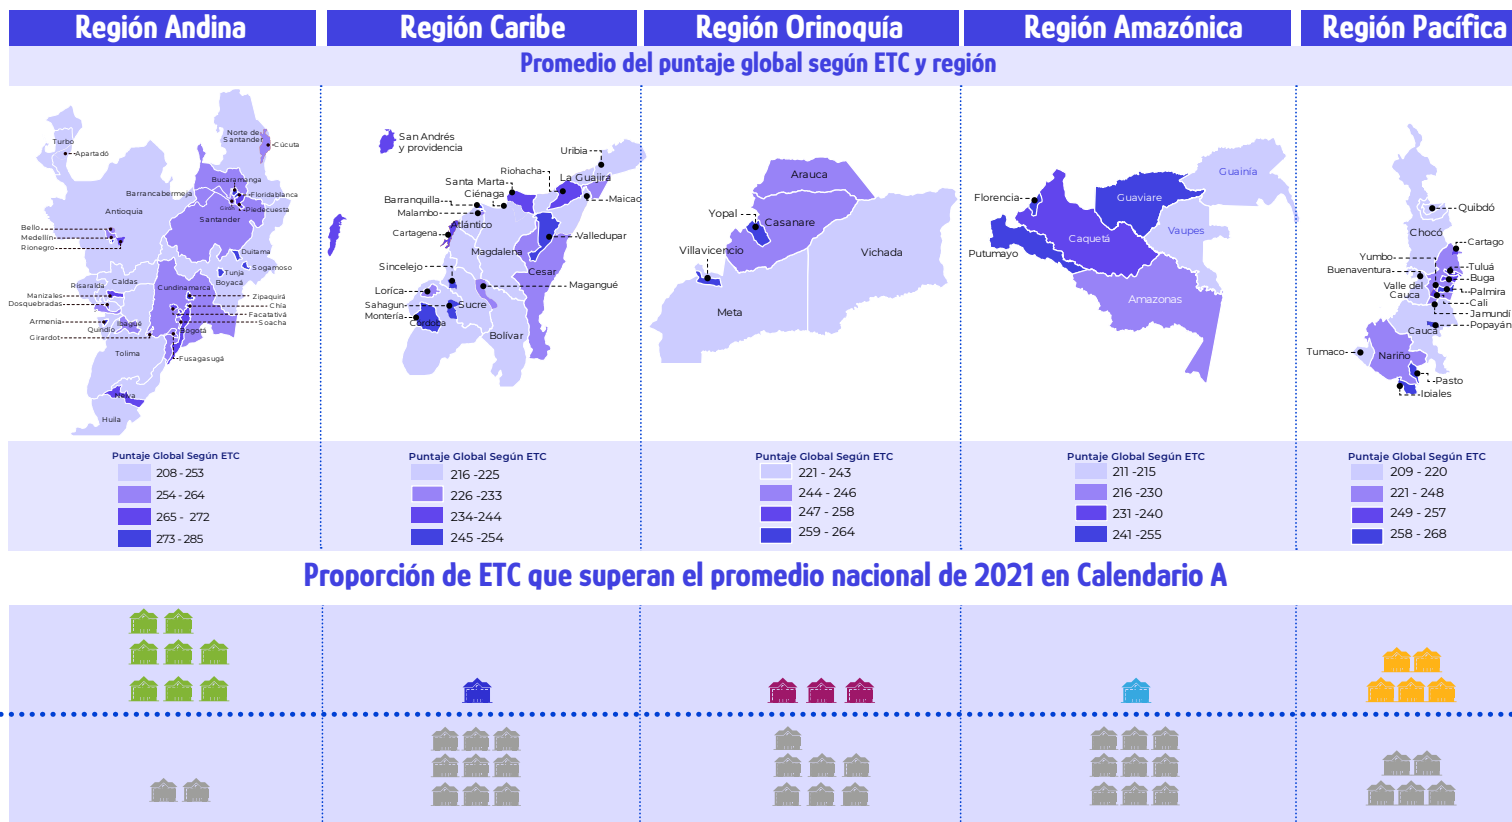 Región Andina
Región Caribe
Región Orinoquía
Región Amazónica
Región Pacífica
Promedio del puntaje global según ETC y región
Turbo
Apartadó
Norte de
Santander
Cúcuta
Bucaramanga
Barrancabermeja
Floridablanca
Girón
Piedecuesta
Antioquia
Santander
Bello
Medellín
Rionegro
Duitama
Sogamoso
Tunja
Boyacá
Risaralda
Caldas
Cundinamarca
Manizales
Dosquebradas
Zipaquirá
Chía
Facatativá
Soacha
Armenia
Quindío
Ibagué
Bogotá
Girardot
Tolima
Fusagasugá
Neiva
Huila
San Andrés
y providencia
Uribia
Riohacha
La Guajira
Santa Marta
Ciénaga
Maicao
Barranquilla
Malambo
Atlántico
Cartagena
Valledupar
Magdalena
Sincelejo
Cesar
Lorica
Magangué
Sahagun
Sucre
Montería
Córdoba
Bolívar
Arauca
Yopal
Casanare
Villavicencio
Vichada
Meta
Guainía
Florencia
Guaviare
Vaupes
Caquetá
Putumayo
Amazonas
Quibdó
Chocó
Cartago
Yumbo
Tuluá
Buenaventura
Buga
Valle del
Cauca
Palmira
Cali
Jamundí
Cauca
Popayán
Tumaco
Nariño
Pasto
Ipiales
Puntaje Global Según ETC
208 - 253
254 - 264
265 - 272
273 - 285
Puntaje Global Según ETC
216 -225
226 -233
234-244
245 -254
Puntaje Global Según ETC
221 - 243
244 - 246
247 - 258
259 - 264
Puntaje Global Según ETC
211 -215
216 -230
231 -240
241 -255
Puntaje Global Según ETC
209 - 220
221 - 248
249 - 257
258 - 268
Proporción de ETC que superan el promedio nacional de 2021 en Calendario A